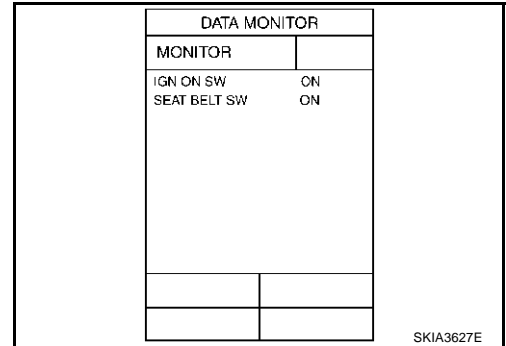 DATA MONITOR
MONITOR
IGN ON SW ON
SEAT BELT SW ON
SKIA3627E